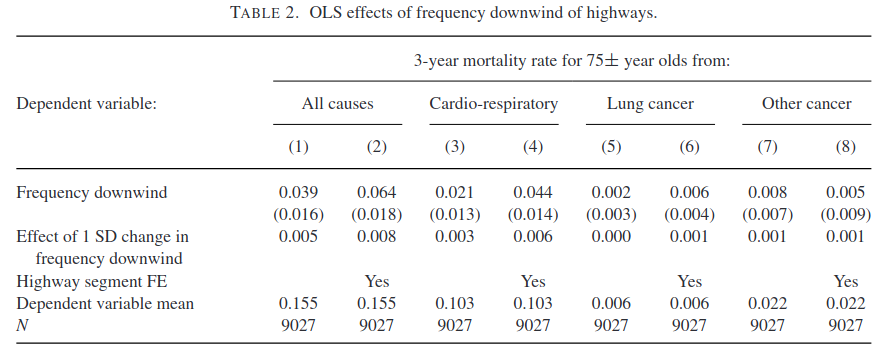 TABLE 2. OLS effects of frequency downwind of highways.
3-year mortality rate for 75± year olds from:
Dependent variable: All causes Cardio-respiratory Lung cancer Other cancer
(1) (2) (3) (4) (5) (6) (7) (8)
Frequency downwind 0.039 0.064 0.021 0.044 0.002 0.006 0.008 0.005
(0.016) (0.018) (0.013) (0.014) (0.003) (0.004) (0.007) (0.009)
Effect of 1 SD change in 0.005 0.008 0.003 0.006 0.000 0.001 0.001 0.001
frequency downwind
Highway segment FE Yes Yes Yes Yes
Dependent variable mean 0.155 0.155 0.103 0.103 0.006 0.006 0.022 0.022
N 9027 9027 9027 9027 9027 9027 9027 9027